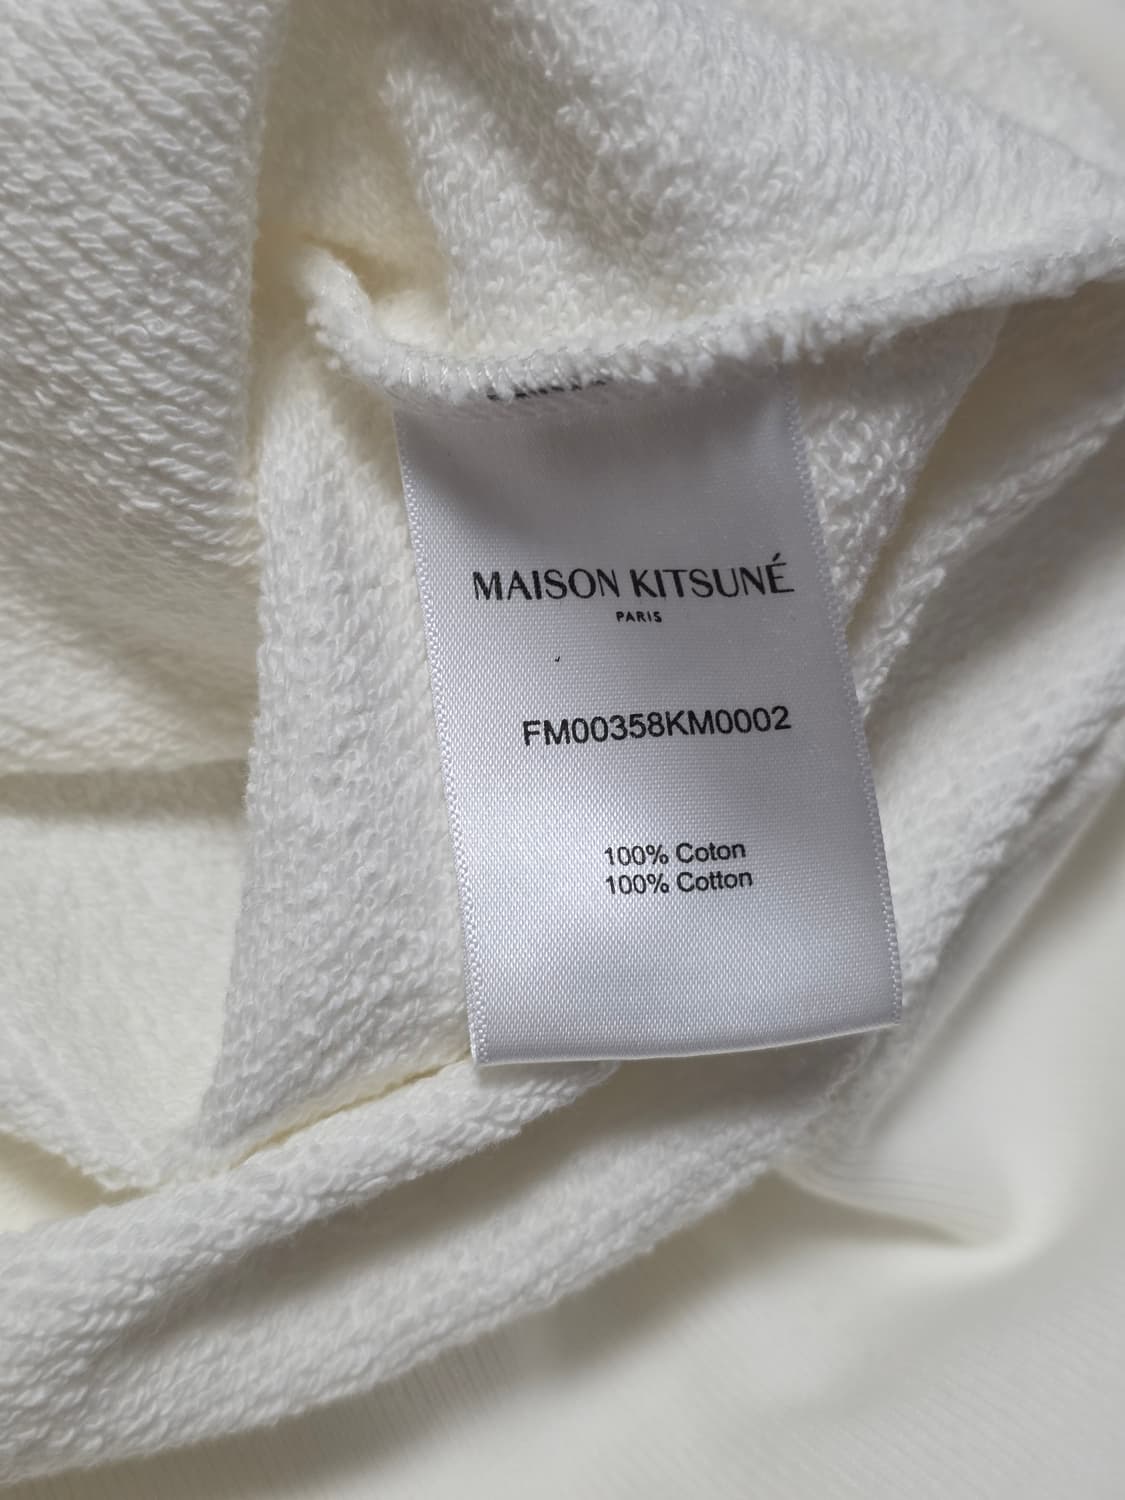 MAISON KITSUNÉ
PARIS
FM00358KM0002
100% Coton
100% Cotton